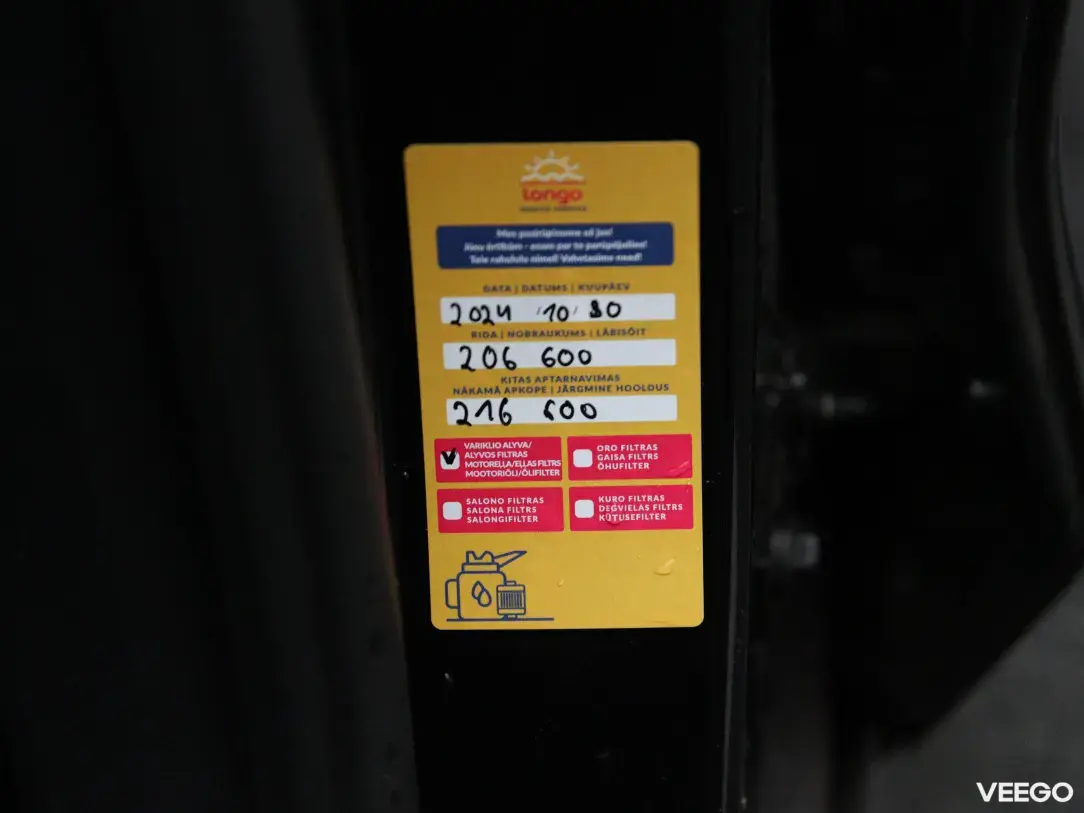 longo
Mes pasirūpinome už jus!
Jūsu ērtībām - esam par to parūpējušies!
Teie rahulolu nimel! Vahetasime need!
DATA | DATUMS | KUUPÄEV
2024 / 10 / 30
RIDA | NOBRAUKUMS | LÄBISÕIT
206 600
KITAS APTARNAVIMAS
NĀKAMĀ APKOPE | JÄRGMINE HOOLDUS
216 600
VARIKLIO ALYVA/
ALYVOS FILTRAS
MOTOREĻĻA/EĻĻAS FILTRS
MOOTORIÕLI/ÕLIFILTER
ORO FILTRAS
GAISA FILTRS
ÕHUFILTER
SALONO FILTRAS
SALONA FILTRS
SALONGIFILTER
KURO FILTRAS
DEGVIELAS FILTRS
KÜTUSEFILTER
VEEGO